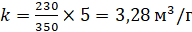 k = 230/350 × 5 = 3,28 м³/г